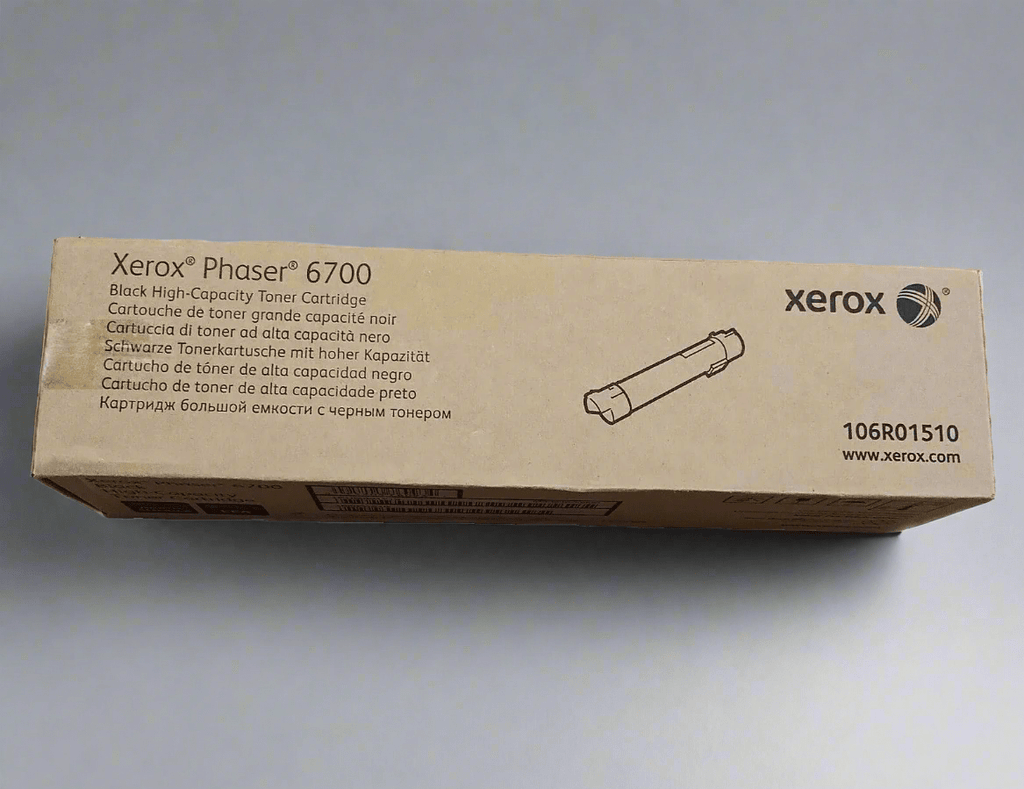 Xerox® Phaser® 6700
Black High-Capacity Toner Cartridge
Cartouche de toner grande capacité noir
Cartuccia di toner ad alta capacità nero
Schwarze Tonerkartusche mit hoher Kapazität
Cartucho de tóner de alta capacidad negro
Cartucho de toner de alta capacidade preto
Картридж большой емкости с черным тонером
xerox ®
106R01510
www.xerox.com